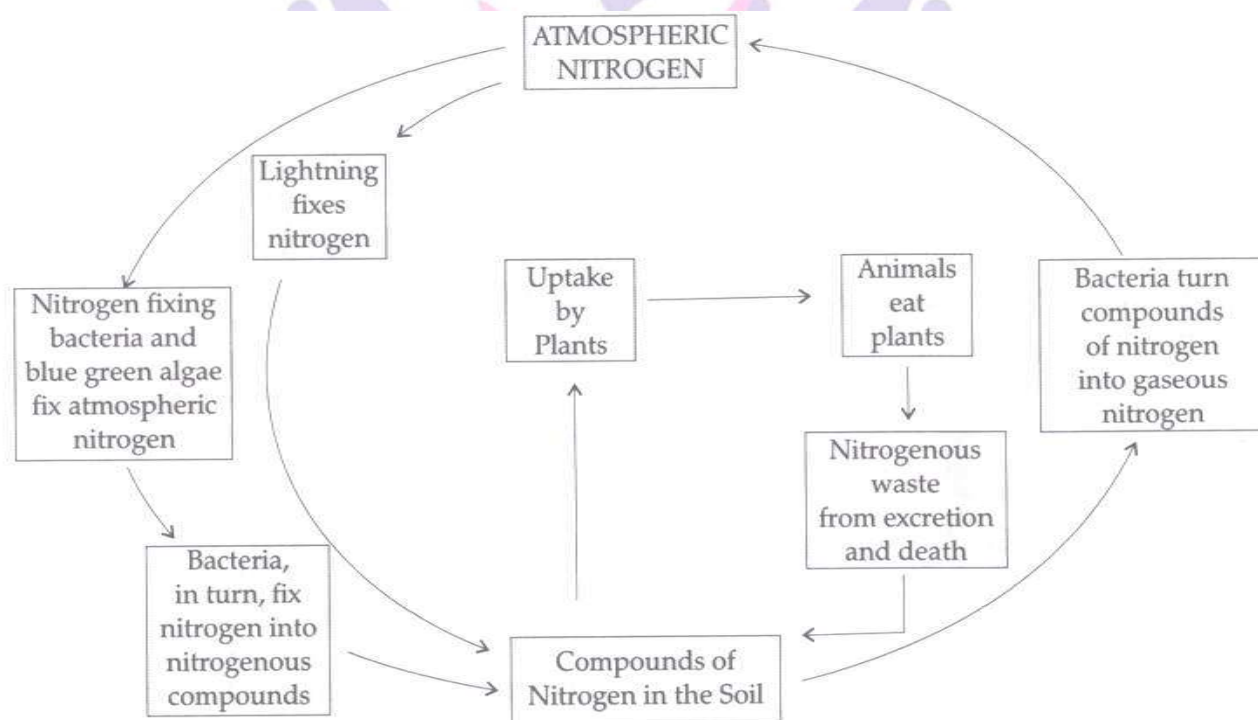 ATMOSPHERIC
NITROGEN
Lightning
fixes
nitrogen
Nitrogen fixing
bacteria and
blue green algae
fix atmospheric
nitrogen
Bacteria,
in turn, fix
nitrogen into
nitrogenous
compounds
Uptake
by
Plants
Animals
eat
plants
Nitrogenous
waste
from excretion
and death
Compounds of
Nitrogen in the Soil
Bacteria turn
compounds
of nitrogen
into gaseous
nitrogen